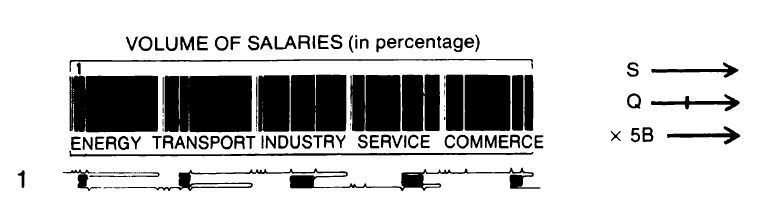 VOLUME OF SALARIES (in percentage)
1
ENERGY TRANSPORT INDUSTRY SERVICE COMMERCE
S
Q
× 5B
1